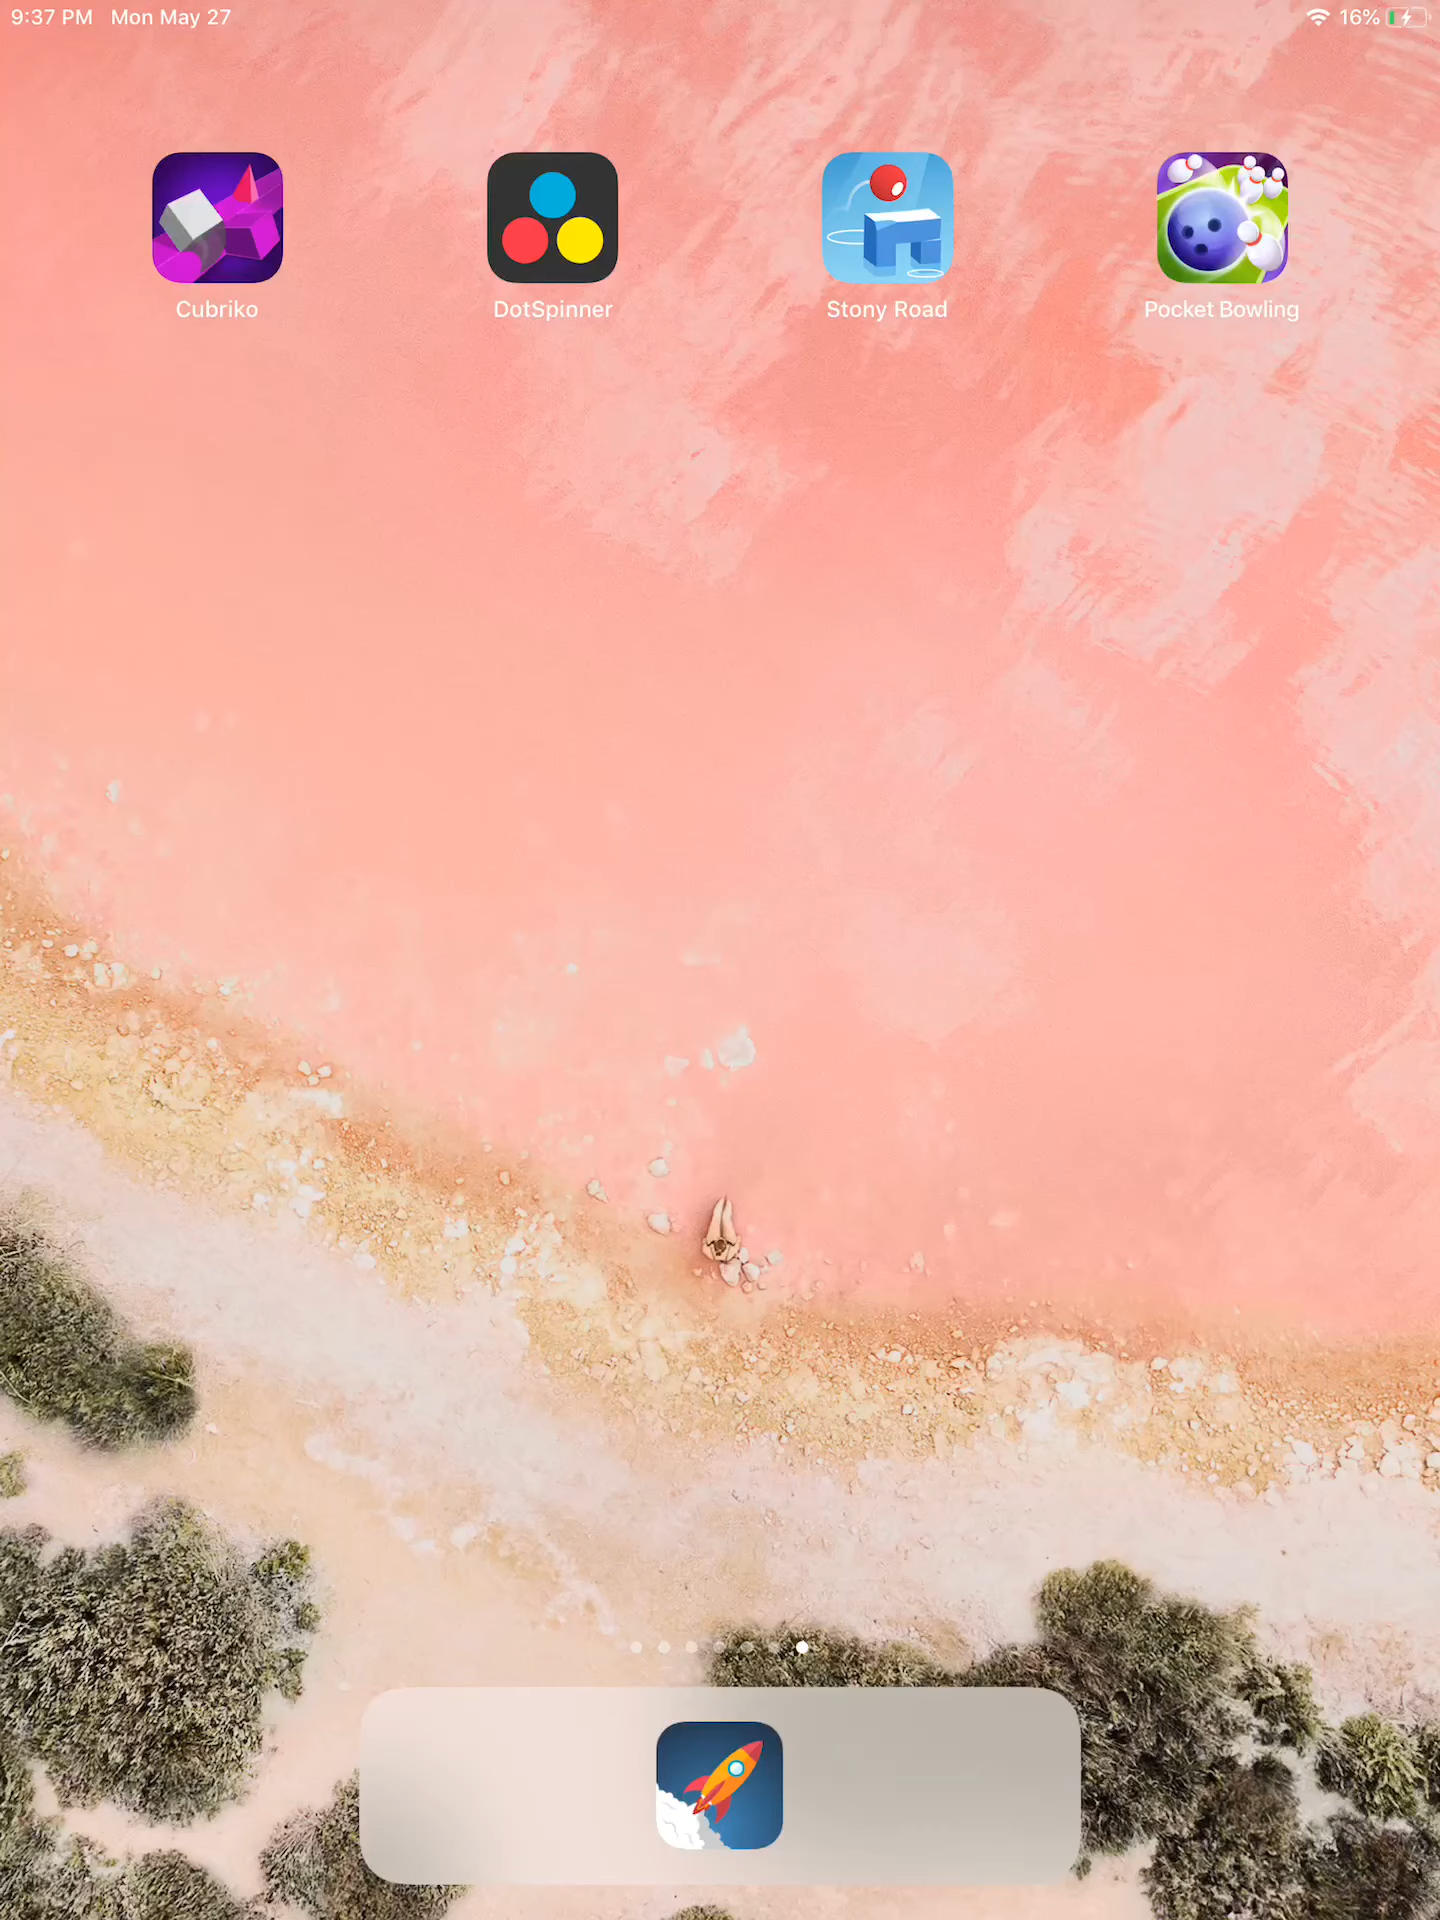 9:37 PM Mon May 27
16%
Cubriko
DotSpinner
Stony Road
Pocket Bowling